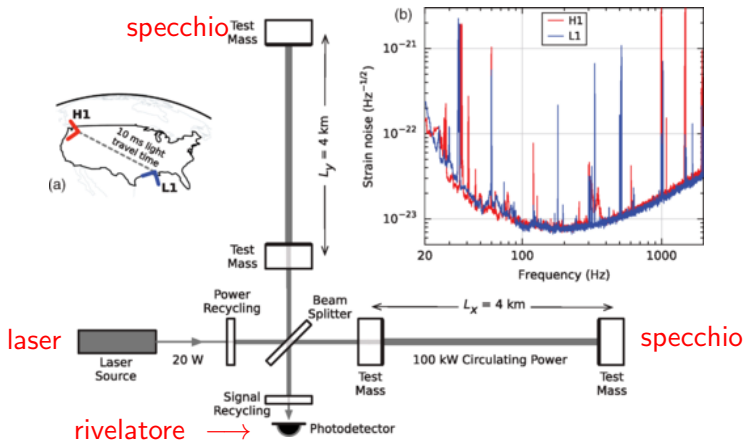 specchio
Test
Mass
H1
10 ms light
travel time
(a)
L1
L_y = 4 km
(b)
H1
L1
Strain noise (Hz^{-1/2})
10^{-21}
10^{-22}
10^{-23}
20
100
1000
Frequency (Hz)
Test
Mass
Power
Recycling
Beam
Splitter
L_x = 4 km
laser
Laser
Source
20 W
100 kW Circulating Power
specchio
Test
Mass
Test
Mass
Signal
Recycling
rivelatore →
Photodetector